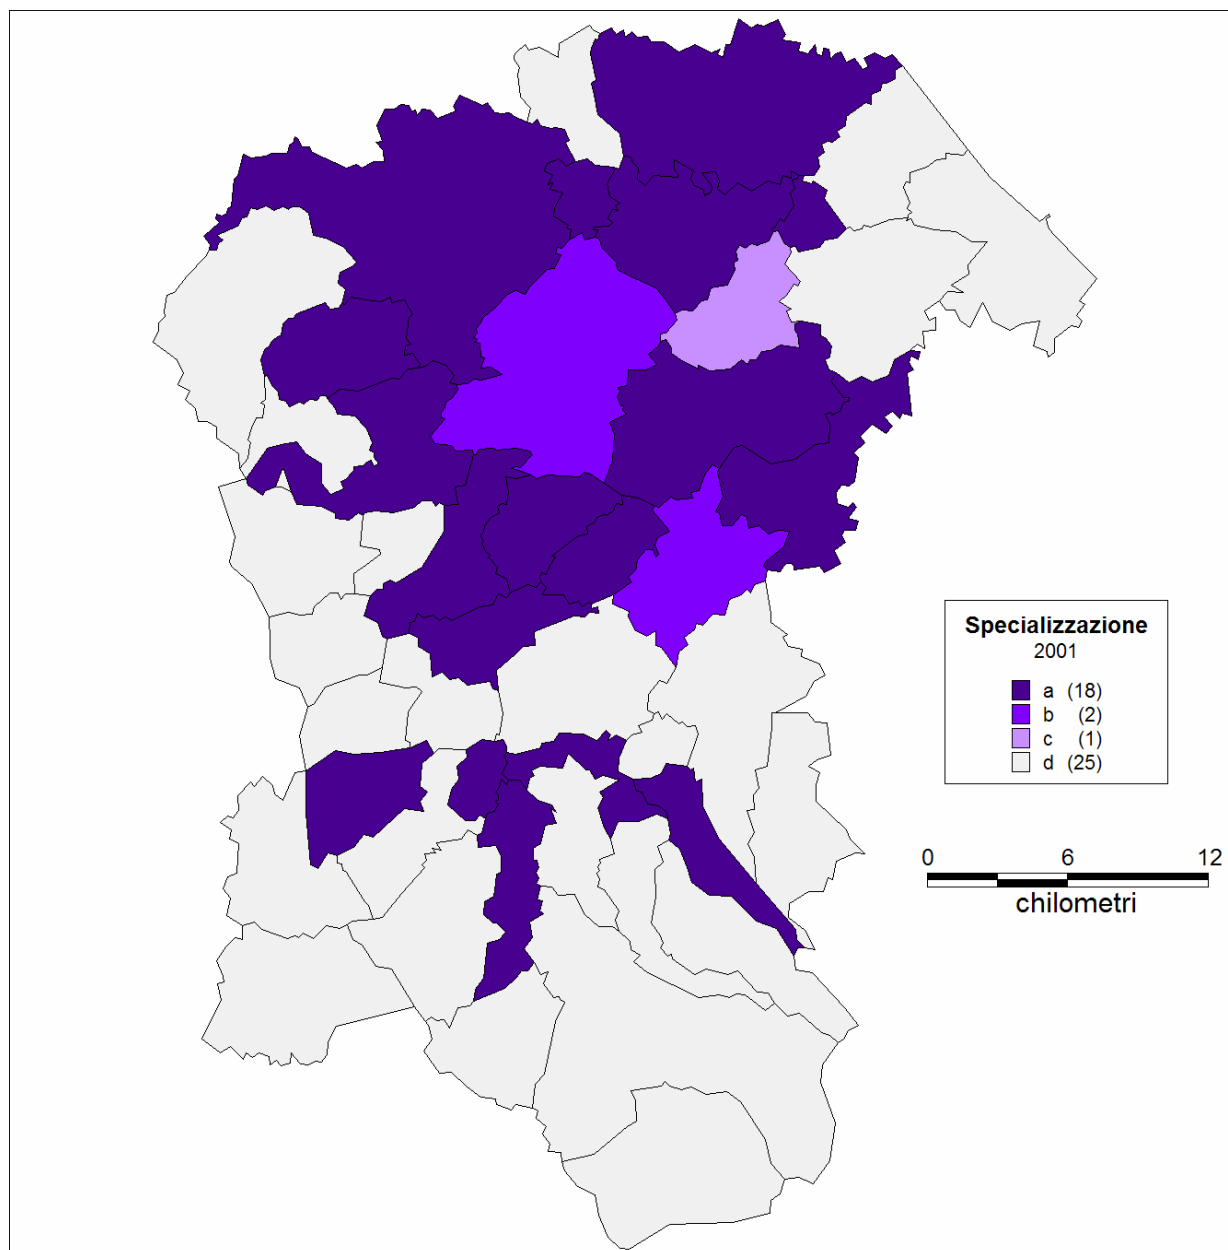 Specializzazione
2001
a (18)
b (2)
c (1)
d (25)
0 6 12
chilometri